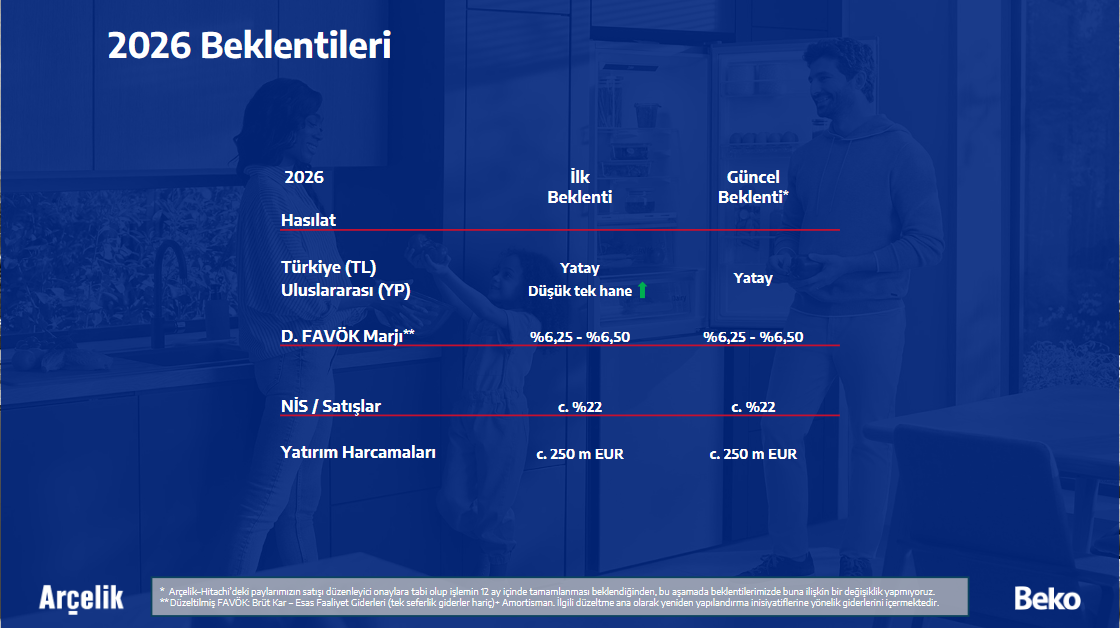 2026 Beklentileri
2026
İlk
Beklenti
Güncel
Beklenti*
Hasılat
Türkiye (TL)
Yatay
Uluslararası (YP)
Düşük tek hane
Yatay
D. FAVÖK Marjı**
%6,25 - %6,50
%6,25 - %6,50
NİS / Satışlar
c. %22
c. %22
Yatırım Harcamaları
c. 250 m EUR
c. 250 m EUR
Arçelik
* Arçelik-Hitachi'deki paylarımızın satışı düzenleyici onaylara tabi olup işlemin 12 ay içinde tamamlanması beklendiğinden, bu aşamada beklentilerimizde buna ilişkin bir değişiklik yapmıyoruz.
** Düzeltilmiş FAVÖK: Brüt Kar – Esas Faaliyet Giderleri (tek seferlik giderler hariç)+ Amortisman. İlgili düzeltme ana olarak yeniden yapılandırma inisiyatiflerine yönelik giderlerini içermektedir.
Beko